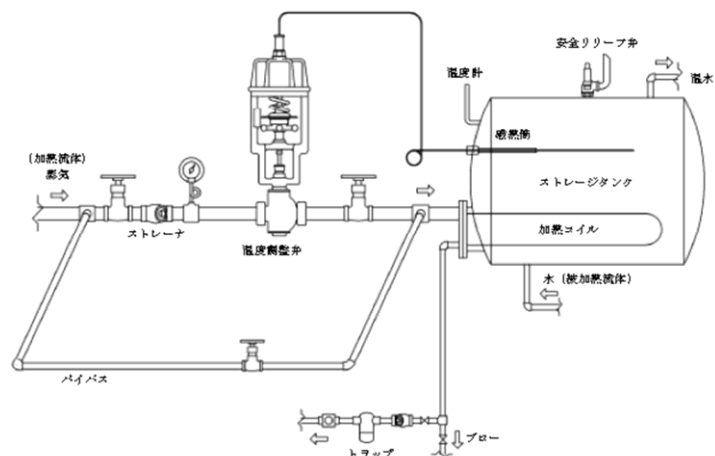 安全リリーフ弁
温度計
温水
感熱筒
(加熱流体)
蒸気
ストレージタンク
ストレーナ
温度調整弁
加熱コイル
水(被加熱流体)
バイパス
ブロー
トラップ